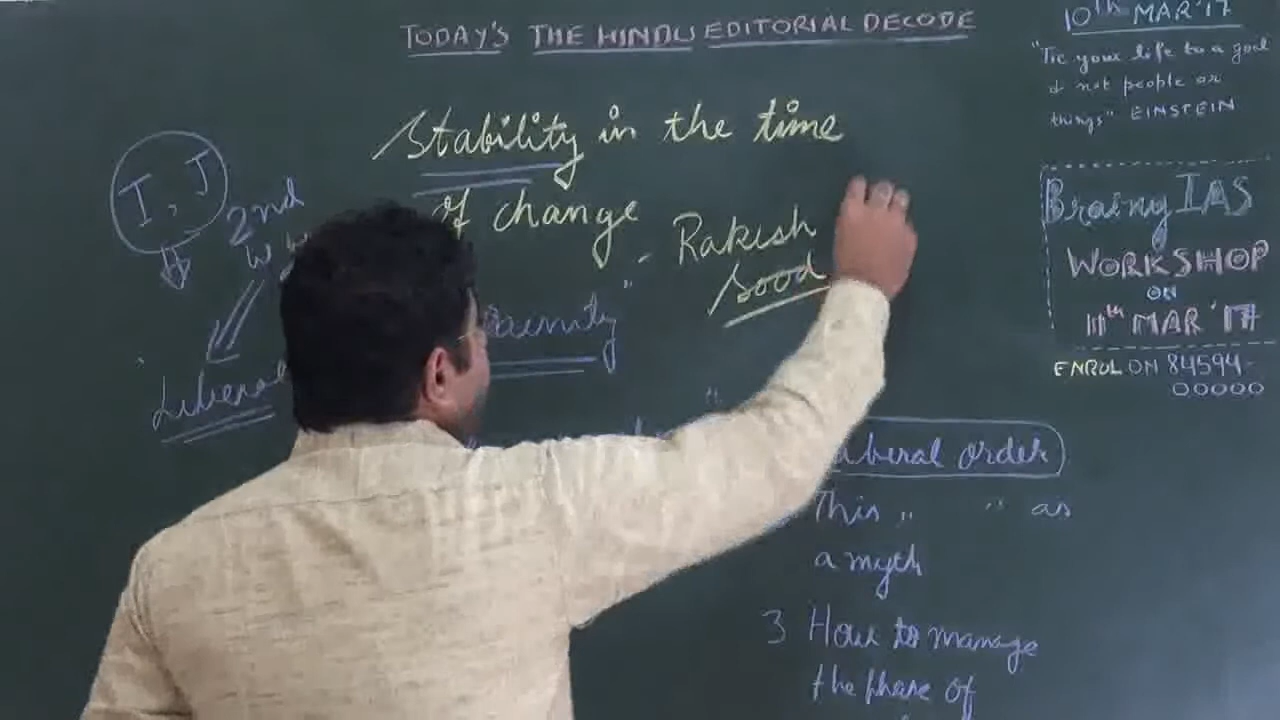 TODAY'S THE HINDU EDITORIAL DECODE
10th MAR'17
"Tie your life to a goal
& not people or
things" EINSTEIN
Stability in the time
of change
- Rakesh
Sood
I, J
2nd
Liberal
"
Brainy IAS
WORKSHOP
ON
11th MAR '17
ENROL ON 84594-
00000
Liberal order
This " " as
a myth
3 How to manage
the phase of